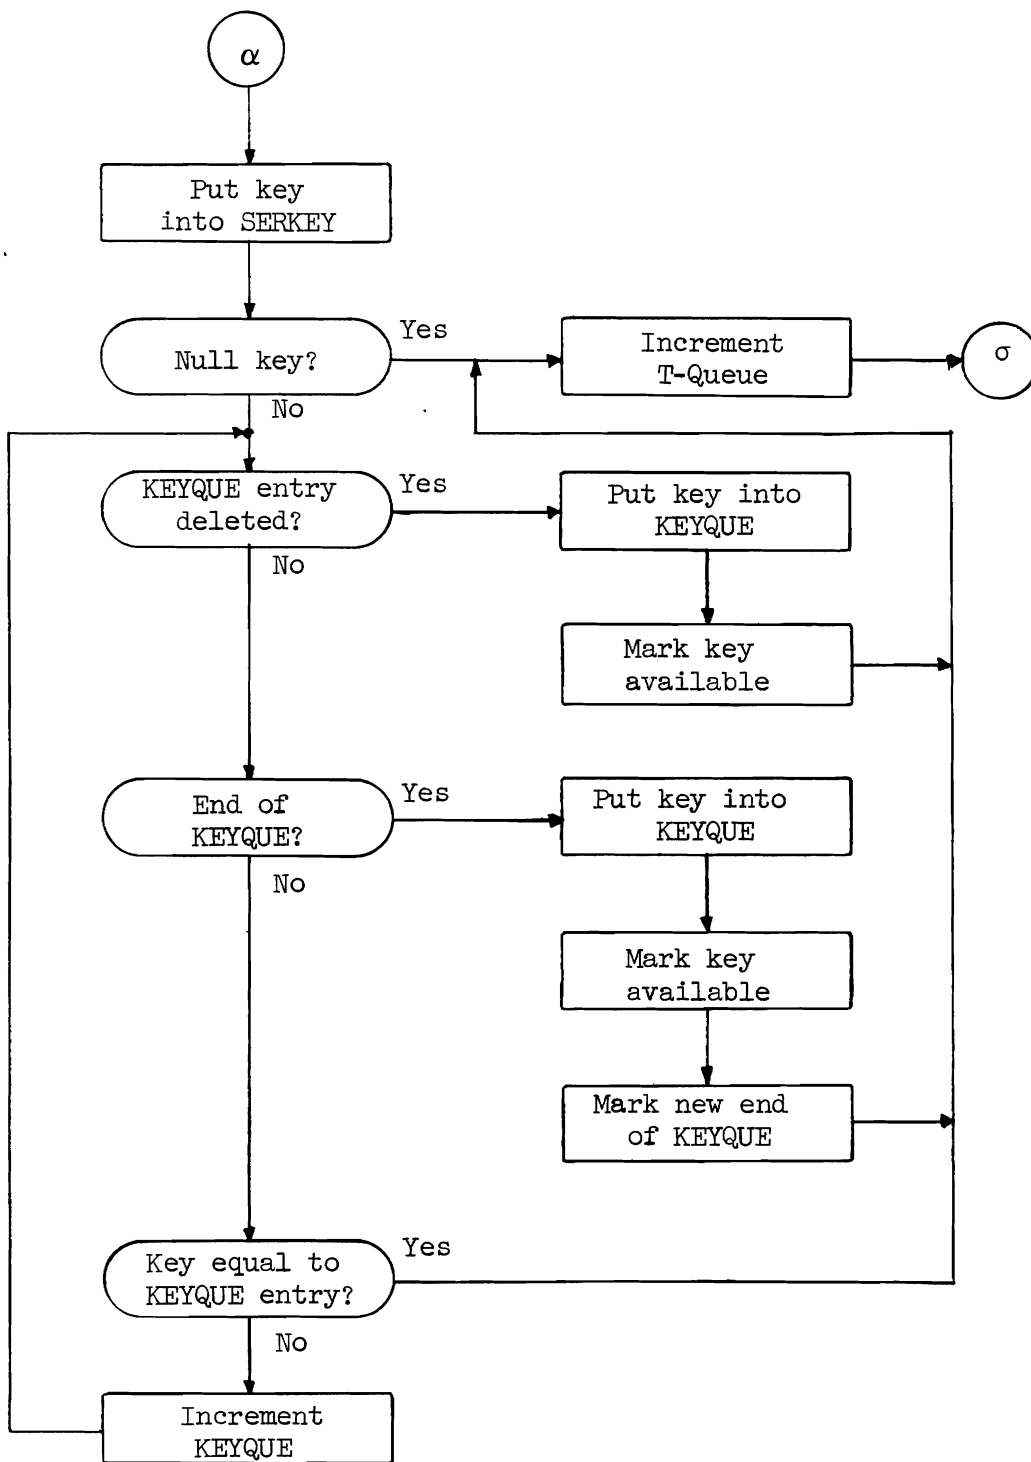 α
Put key
into SERKEY
Null key?
Yes
Increment
T-Queue
σ
No
KEYQUE entry
deleted?
Yes
Put key into
KEYQUE
No
Mark key
available
End of
KEYQUE?
Yes
Put key into
KEYQUE
No
Mark key
available
Mark new end
of KEYQUE
Key equal to
KEYQUE entry?
Yes
No
Increment
KEYQUE